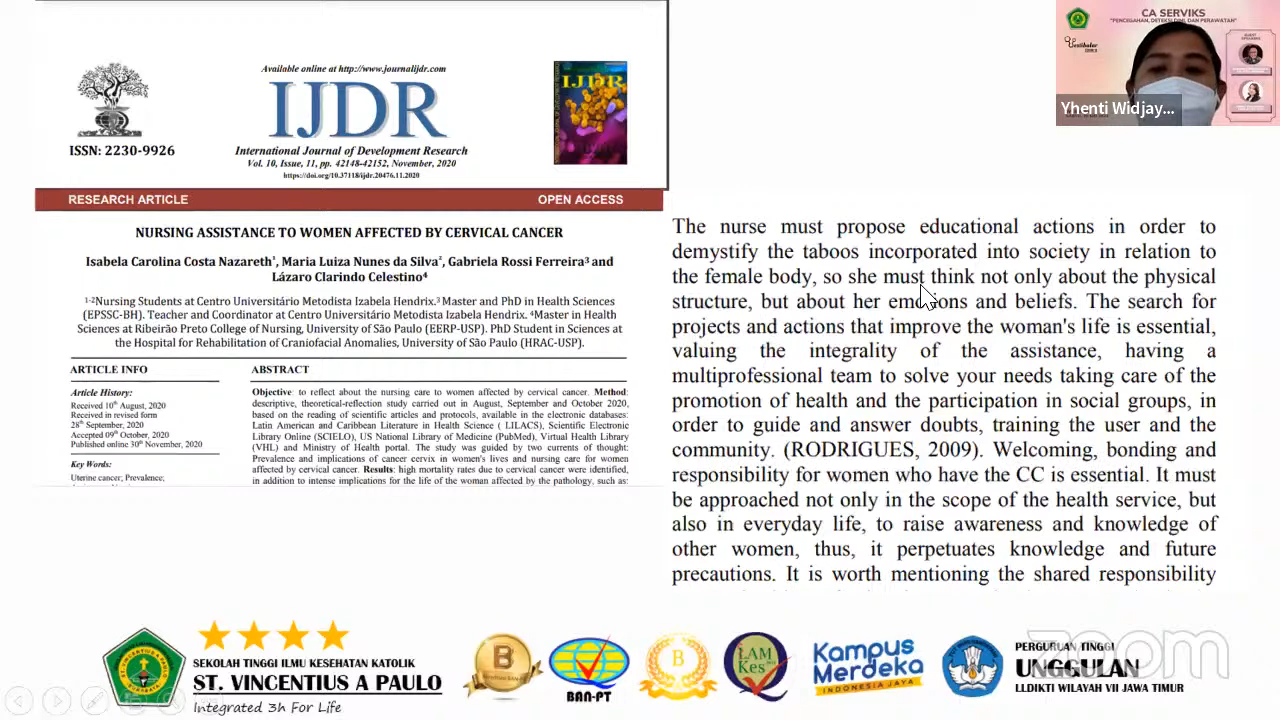 Available online at http://www.journalijdr.com
IJDR
ISSN: 2230-9926
International Journal of Development Research
Vol. 10, Issue, 11, pp. 42148-42152, November, 2020
https://doi.org/10.37118/ijdr.20476.11.2020
IJDR
RESEARCH ARTICLE
OPEN ACCESS
NURSING ASSISTANCE TO WOMEN AFFECTED BY CERVICAL CANCER
Isabela Carolina Costa Nazareth¹, Maria Luiza Nunes da Silva², Gabriela Rossi Ferreira³ and
Lázaro Clarindo Celestino⁴
¹⁻²Nursing Students at Centro Universitário Metodista Izabela Hendrix.³ Master and PhD in Health Sciences
(EPSSC-BH). Teacher and Coordinator at Centro Universitário Metodista Izabela Hendrix. ⁴Master in Health
Sciences at Ribeirão Preto College of Nursing, University of São Paulo (EERP-USP). PhD Student in Sciences at
the Hospital for Rehabilitation of Craniofacial Anomalies, University of São Paulo (HRAC-USP).
ARTICLE INFO
Article History:
Received 10th August, 2020
Received in revised form
28th September, 2020
Accepted 09th October, 2020
Published online 30th November, 2020
Key Words:
Uterine cancer; Prevalence;
ABSTRACT
Objective to reflect about the nursing care to women affected by cervical cancer. Method:
descriptive, theoretical-reflection study carried out in August, September and October 2020,
based on the reading of scientific articles and protocols, available in the electronic databases:
Latin American and Caribbean Literature in Health Science ( LILACS), Scientific Electronic
Library Online (SCIELO), US National Library of Medicine (PubMed), Virtual Health Library
(VHL) and Ministry of Health portal. The study was guided by two currents of thought:
Prevalence and implications of cancer cervix in women's lives and nursing care for women
affected by cervical cancer. Results: high mortality rates due to cervical cancer were identified,
in addition to intense implications for the life of the woman affected by the pathology, such as:
The nurse must propose educational actions in order to
demystify the taboos incorporated into society in relation to
the female body, so she must think not only about the physical
structure, but about her emotions and beliefs. The search for
projects and actions that improve the woman's life is essential,
valuing the integrality of the assistance, having a
multiprofessional team to solve your needs taking care of the
promotion of health and the participation in social groups, in
order to guide and answer doubts, training the user and the
community. (RODRIGUES, 2009). Welcoming, bonding and
responsibility for women who have the CC is essential. It must
be approached not only in the scope of the health service, but
also in everyday life, to raise awareness and knowledge of
other women, thus, it perpetuates knowledge and future
precautions. It is worth mentioning the shared responsibility
CA SERVIKS
"PENCEGAHAN, DETEKSI DINI, DAN PERAWATAN"
Yhenti Widjay...
SEKOLAH TINGGI ILMU KESEHATAN KATOLIK
ST. VINCENTIUS A PAULO
Integrated 3h For Life
B
BAN-PT
B
LAM
Kes
Kampus
Merdeka
INDONESIA JAYA
PERGURUAN TINGGI
UNGGULAN
LLDIKTI WILAYAH VII JAWA TIMUR
zoom